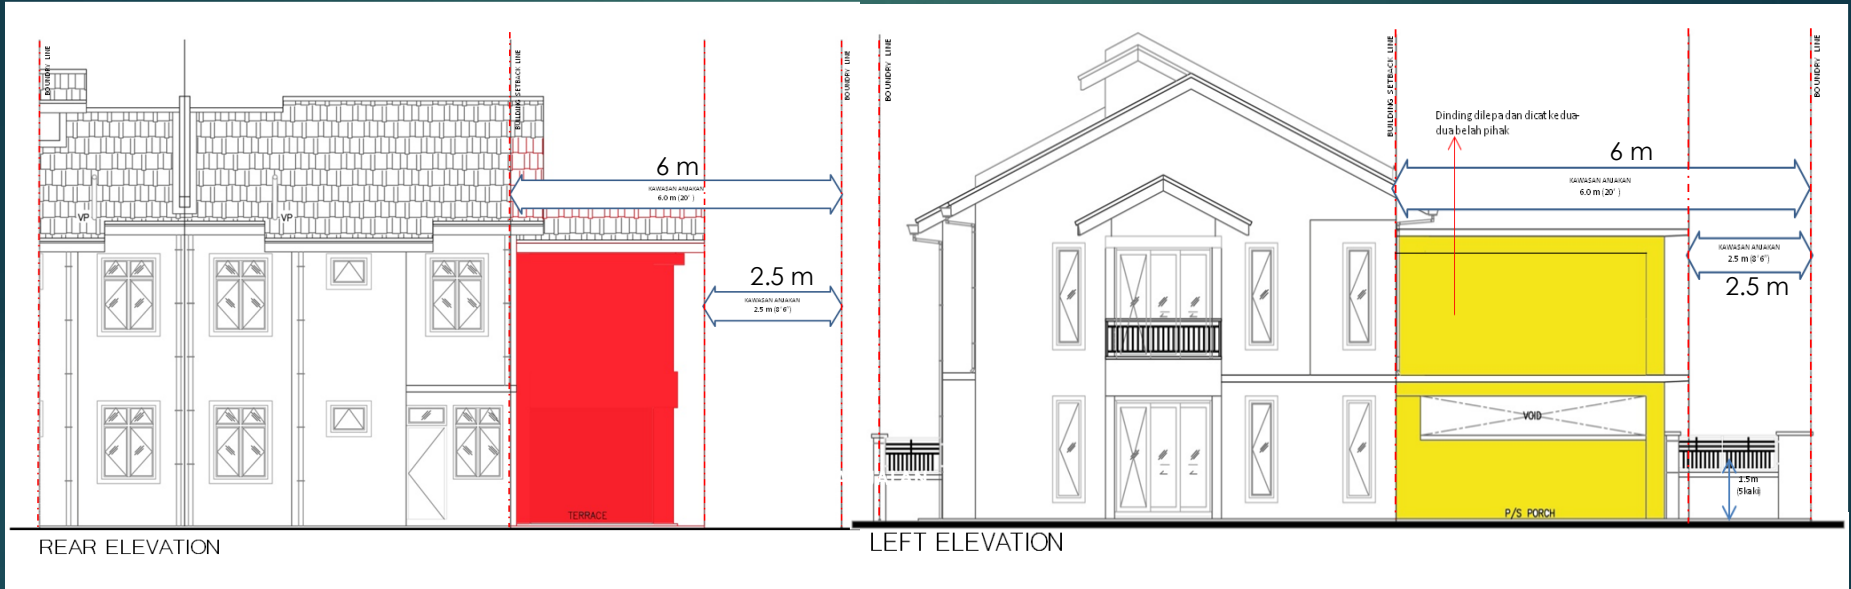 BOUNDRY LINE
BUILDING SETBACK LINE
BOUNDRY LINE
6 m
KAWASAN ANJAKAN
6.0 m (20' )
VP
VP
2.5 m
KAWASAN ANJAKAN
2.5 m (8'6")
TERRACE
REAR ELEVATION
BOUNDRY LINE
BUILDING SETBACK LINE
BOUNDRY LINE
Dinding dilepa dan dicat kedua-
dua belah pihak
6 m
KAWASAN ANJAKAN
6.0 m (20' )
KAWASAN ANJAKAN
2.5 m (8'6")
2.5 m
VOID
1.5m
(5kaki)
P/S PORCH
LEFT ELEVATION